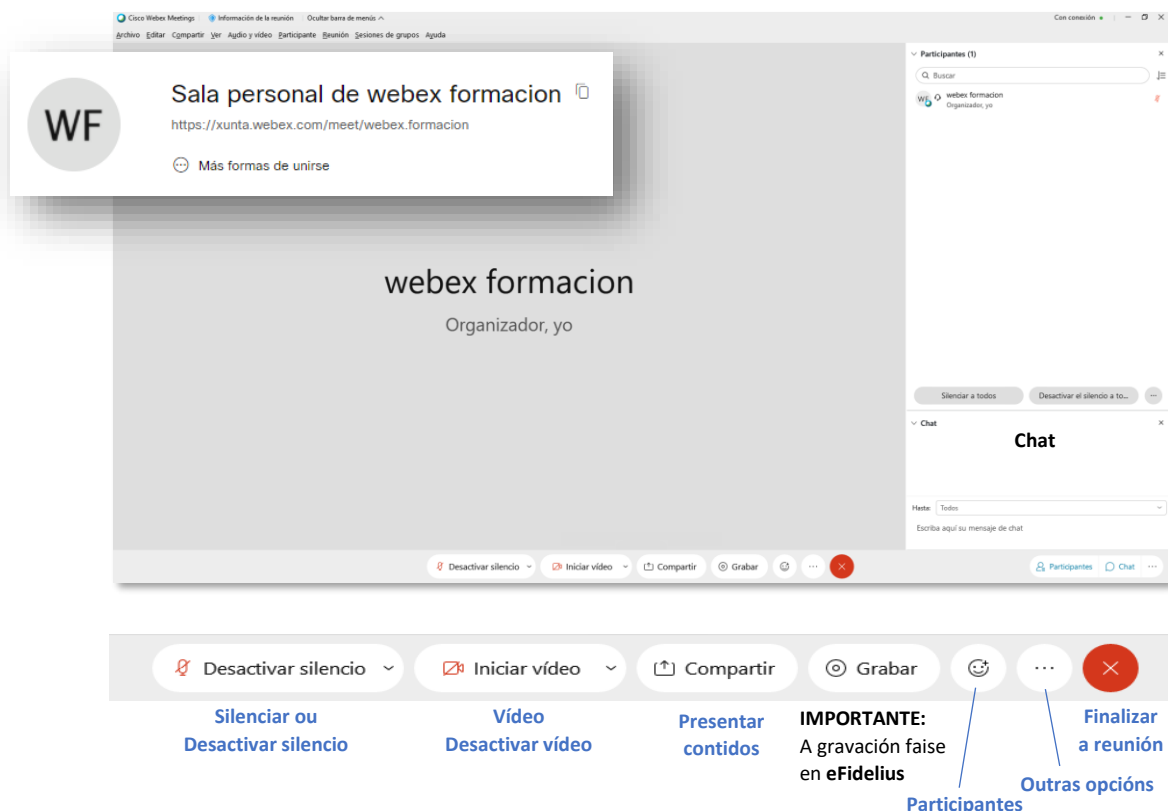 Cisco Webex Meetings Información de la reunión Ocultar barra de menús
Con conexión
Archivo Editar Compartir Ver Audio y vídeo Participante Reunión Sesiones de grupos Ayuda
WF
Sala personal de webex formacion
https://xunta.webex.com/meet/webex.formacion
Más formas de unirse
webex formacion
Organizador, yo
Participantes (1)
Buscar
WF
webex formacion
Organizador, yo
Silenciar a todos Desactivar el silencio a to... ...
Chat
Chat
Hasta: Todos
Escriba aquí su mensaje de chat
Desactivar silencio Iniciar vídeo Compartir Grabar ...
Participantes Chat ...
Desactivar silencio Iniciar vídeo Compartir Grabar ...
Silenciar ou
Desactivar silencio
Vídeo
Desactivar vídeo
Presentar
contidos
IMPORTANTE:
A gravación faise
en eFidelius
Finalizar
a reunión
Outras opcións
Participantes